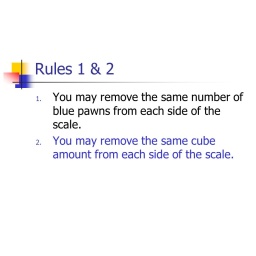 Rules 1 & 2
1. You may remove the same number of
blue pawns from each side of the
scale.
2. You may remove the same cube
amount from each side of the scale.